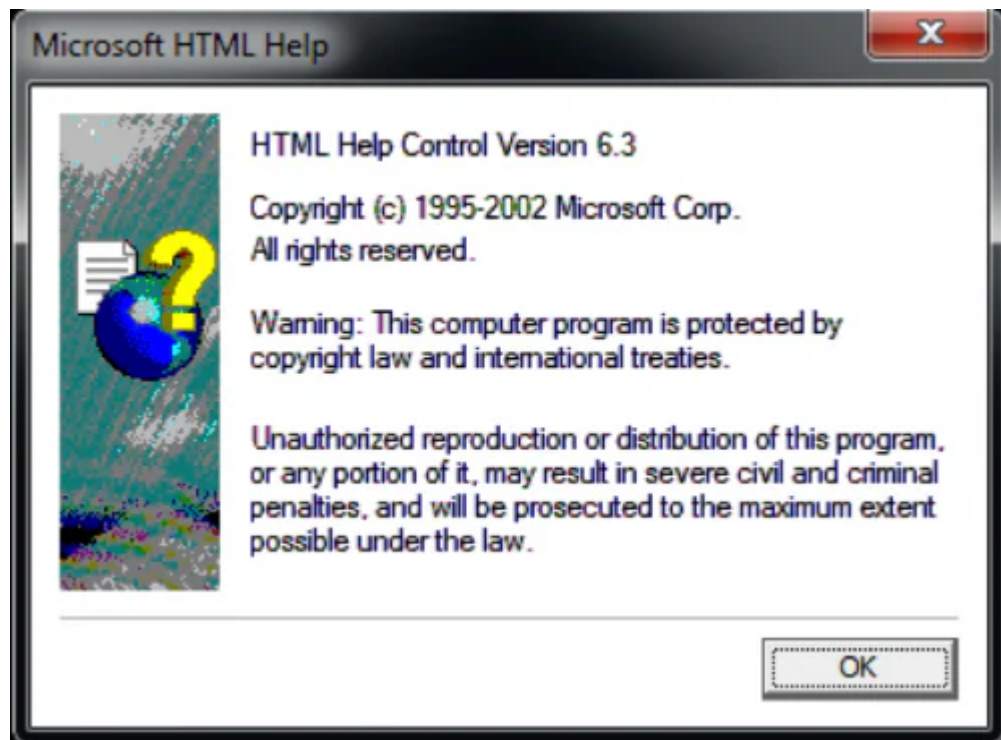 Microsoft HTML Help
HTML Help Control Version 6.3
Copyright (c) 1995-2002 Microsoft Corp.
All rights reserved.
Warning: This computer program is protected by
copyright law and international treaties.
Unauthorized reproduction or distribution of this program,
or any portion of it, may result in severe civil and criminal
penalties, and will be prosecuted to the maximum extent
possible under the law.
OK